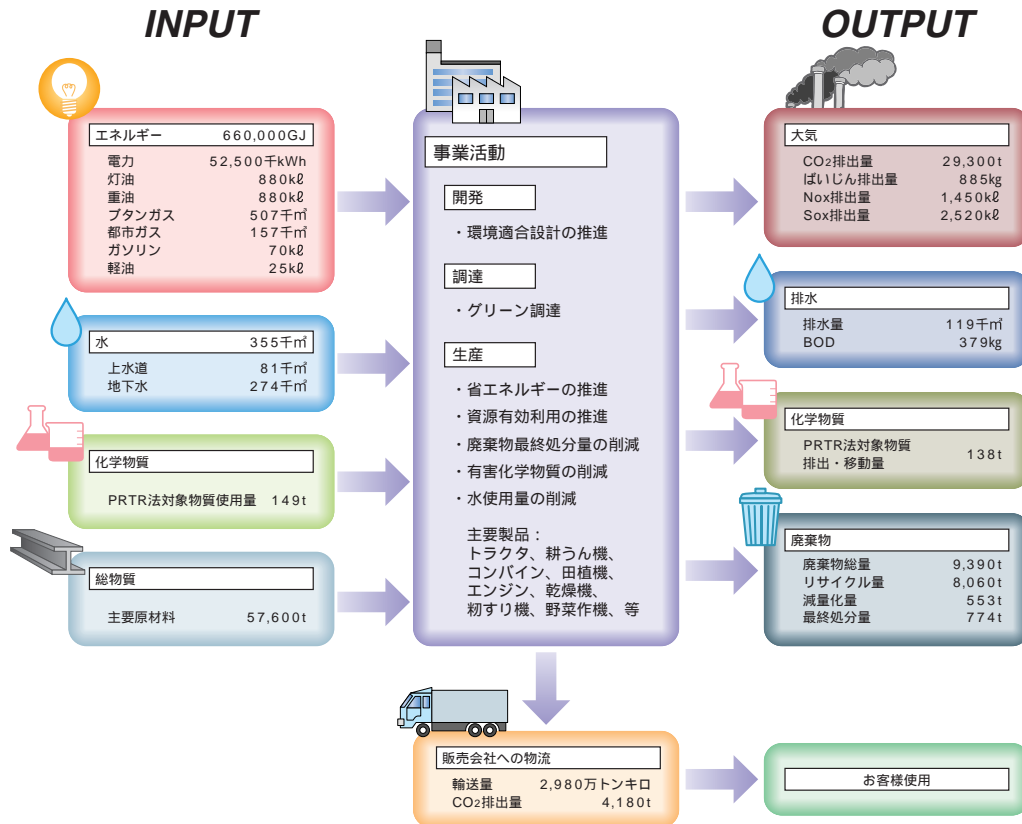 INPUT
OUTPUT
エネルギー 660,000GJ
電力 52,500千kWh
灯油 880kℓ
重油 880kℓ
ブタンガス 507千㎥
都市ガス 157千㎥
ガソリン 70kℓ
軽油 25kℓ
水 355千㎥
上水道 81千㎥
地下水 274千㎥
化学物質
PRTR法対象物質使用量 149t
総物質
主要原材料 57,600t
事業活動
開発
・環境適合設計の推進
調達
・グリーン調達
生産
・省エネルギーの推進
・資源有効利用の推進
・廃棄物最終処分量の削減
・有害化学物質の削減
・水使用量の削減
主要製品：
トラクタ、耕うん機、
コンバイン、田植機、
エンジン、乾燥機、
籾すり機、野菜作機、等
大気
CO2排出量 29,300t
ばいじん排出量 885kg
Nox排出量 1,450kℓ
Sox排出量 2,520kℓ
排水
排水量 119千㎥
BOD 379kg
化学物質
PRTR法対象物質
排出・移動量 138t
廃棄物
廃棄物総量 9,390t
リサイクル量 8,060t
減量化量 553t
最終処分量 774t
販売会社への物流
輸送量 2,980万トンキロ
CO2排出量 4,180t
お客様使用